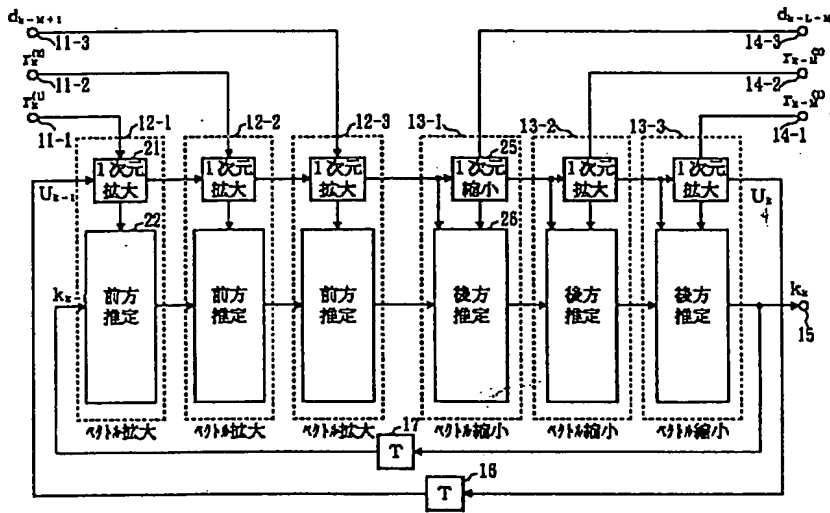 d_{k-M+1}
11-3
r_k^{(2)}
11-2
r_k^{(1)}
11-1
d_{k-L-M}
14-3
14-2
14-1
12-1
12-2
12-3
13-1
13-2
13-3
21
25
1次元拡大
1次元拡大
1次元拡大
1次元縮小
1次元拡大
1次元拡大
U_{k-1}
U_k
22
26
前方推定
前方推定
前方推定
後方推定
後方推定
後方推定
k_k
k_k
15
ベクトル拡大
ベクトル拡大
ベクトル拡大
ベクトル縮小
ベクトル縮小
ベクトル縮小
17
T
16
T